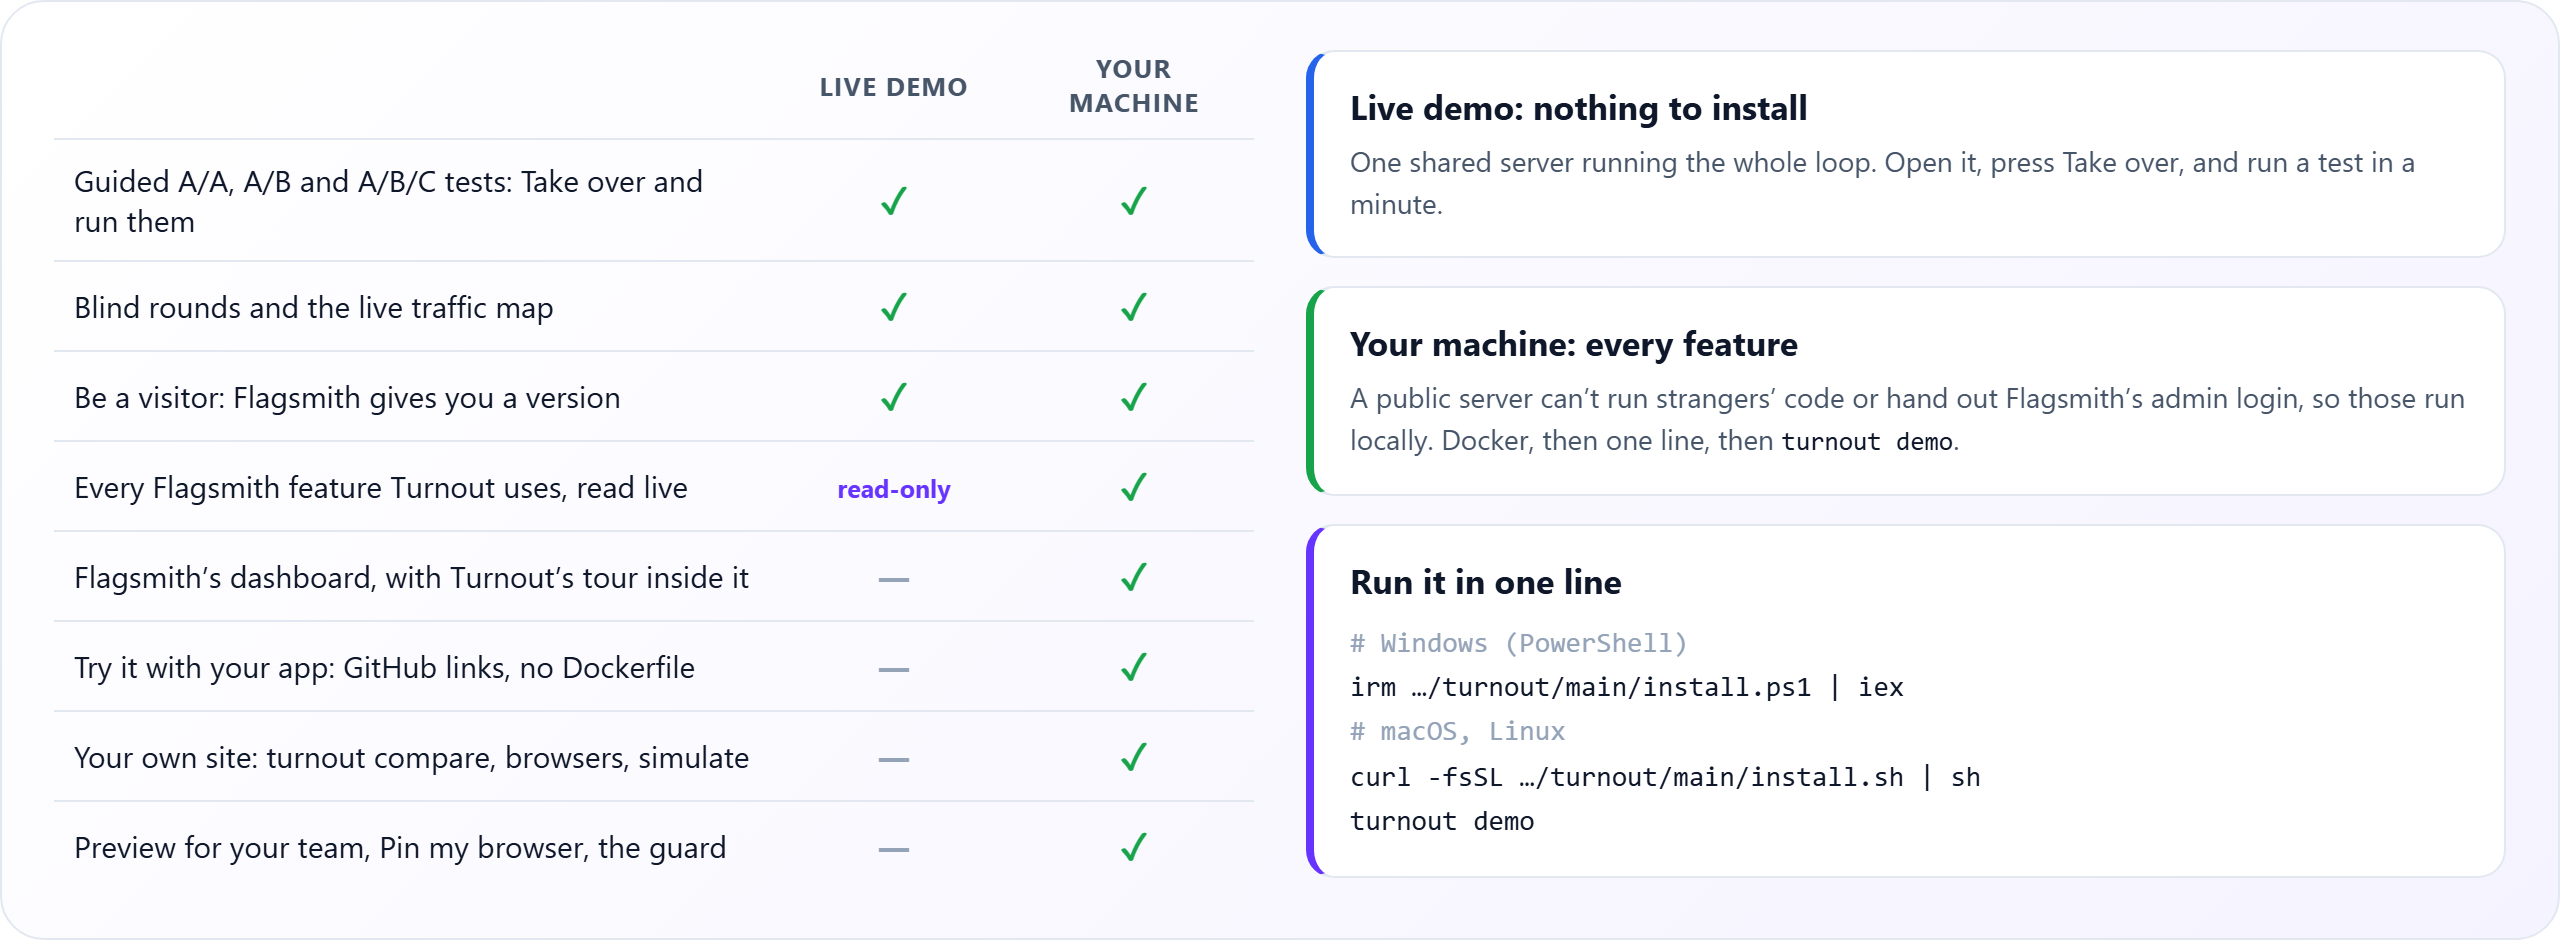 LIVE DEMO
YOUR
MACHINE
Guided A/A, A/B and A/B/C tests: Take over and
run them
✓ ✓
Blind rounds and the live traffic map ✓ ✓
Be a visitor: Flagsmith gives you a version ✓ ✓
Every Flagsmith feature Turnout uses, read live read-only ✓
Flagsmith’s dashboard, with Turnout’s tour inside it — ✓
Try it with your app: GitHub links, no Dockerfile — ✓
Your own site: turnout compare, browsers, simulate — ✓
Preview for your team, Pin my browser, the guard — ✓
Live demo: nothing to install
One shared server running the whole loop. Open it, press Take over, and run a test in a
minute.
Your machine: every feature
A public server can’t run strangers’ code or hand out Flagsmith’s admin login, so those run
locally. Docker, then one line, then turnout demo.
Run it in one line
# Windows (PowerShell)
irm …/turnout/main/install.ps1 | iex
# macOS, Linux
curl -fsSL …/turnout/main/install.sh | sh
turnout demo